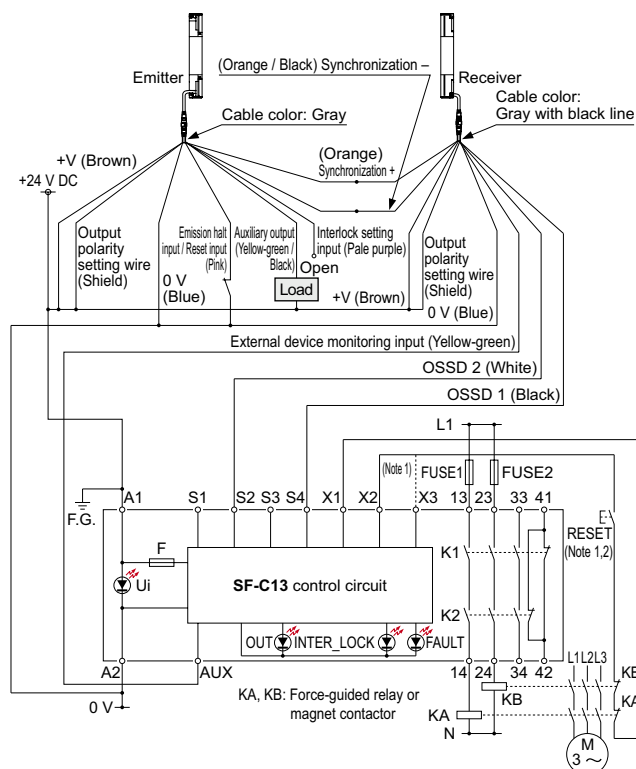 (Orange / Black) Synchronization –
Emitter
Receiver
Cable color: Gray
Cable color:
Gray with black line
+V (Brown)
(Orange)
Synchronization +
+24 V DC
Output
polarity
setting wire
(Shield)
Emission halt
input / Reset input
(Pink)
0 V
(Blue)
Auxiliary output
(Yellow-green /
Black)
Interlock setting
input (Pale purple)
Open
Load
+V (Brown)
Output
polarity
setting wire
(Shield)
0 V (Blue)
External device monitoring input (Yellow-green)
OSSD 2 (White)
OSSD 1 (Black)
L1
(Note 1)
FUSE1
FUSE2
F.G.
A1
S1
S2
S3
S4
X1
X2
X3
13
23
33
41
RESET
(Note 1,2)
F
K1
Ui
SF-C13 control circuit
K2
OUT
INTER_LOCK
FAULT
A2
AUX
14
24
34
42
L1
L2
L3
0 V
KA, KB: Force-guided relay or
magnet contactor
KB
KA
N
KB
KA
M
3 ~